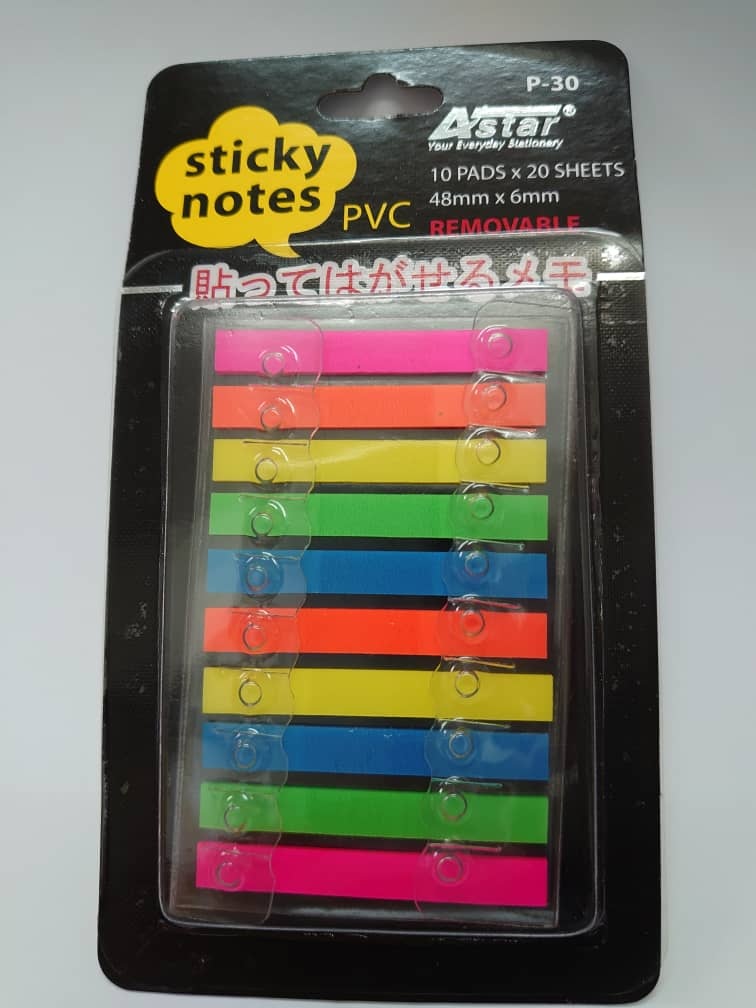 P-30
Astar®
Your Everyday Stationery
sticky
notes
PVC
10 PADS x 20 SHEETS
48mm x 6mm
REMOVABLE
貼ってはがせるメモ